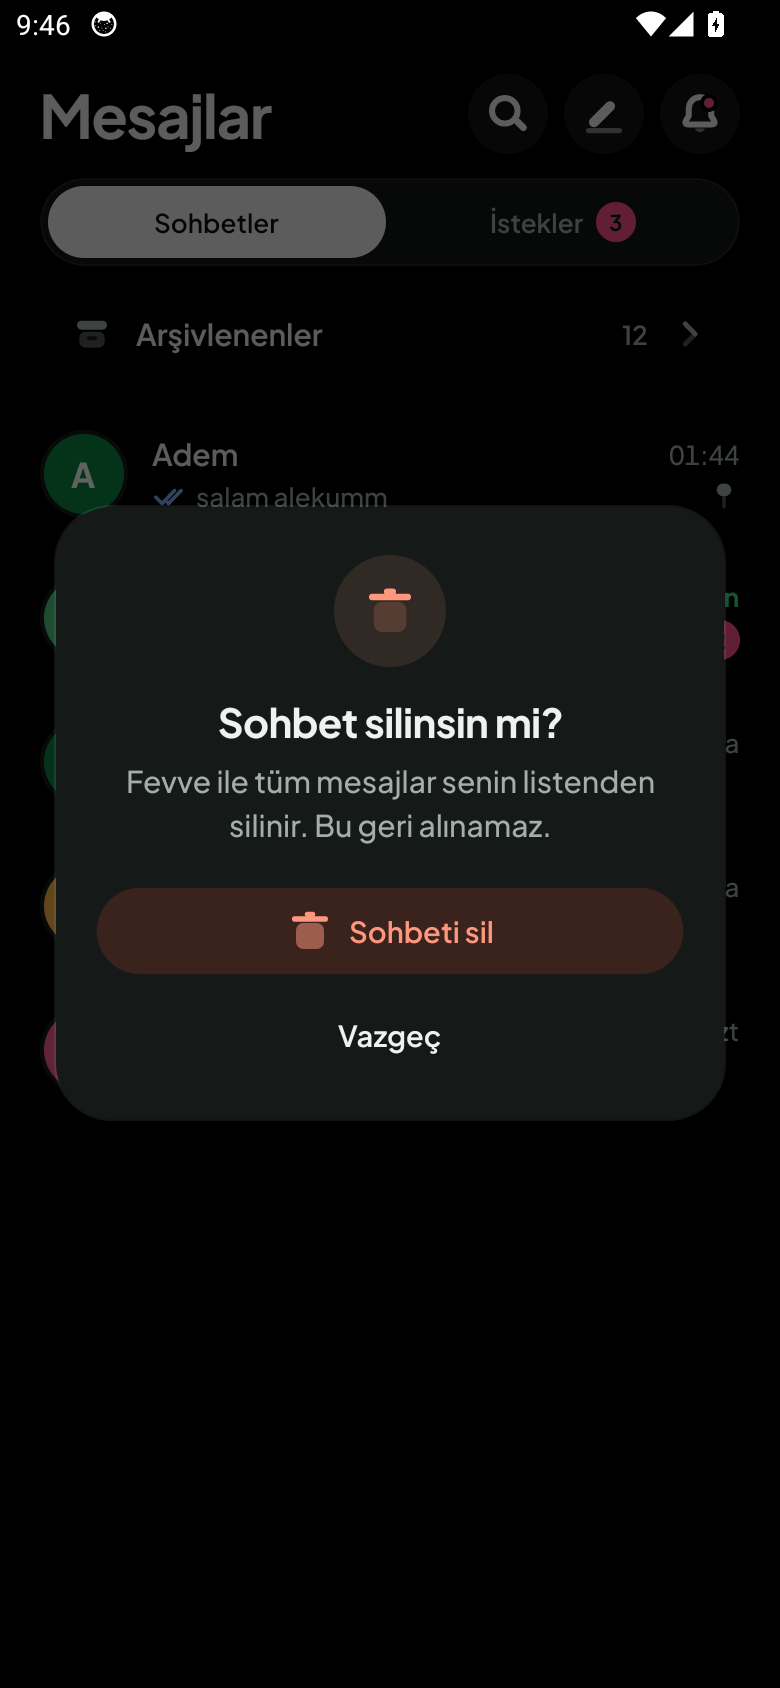 9:46
Mesajlar
Sohbetler
İstekler 3
Arşivlenenler 12
A
Adem 01:44
salam alekumm
Sohbet silinsin mi?
Fevve ile tüm mesajlar senin listenden
silinir. Bu geri alınamaz.
Sohbeti sil
Vazgeç